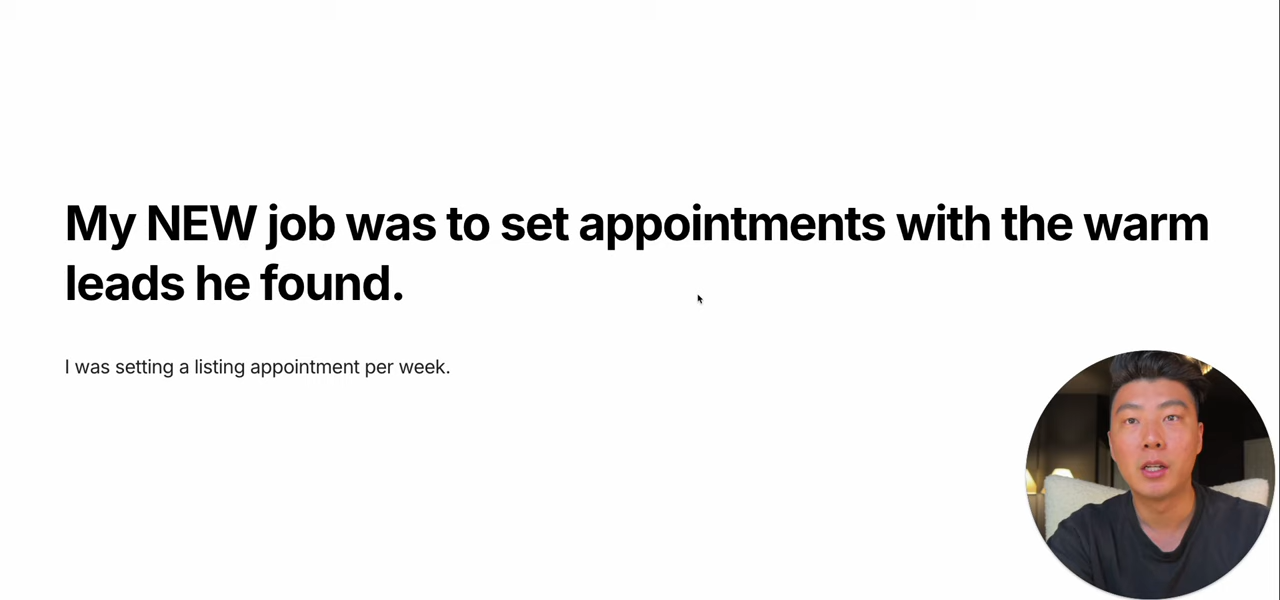 My NEW job was to set appointments with the warm
leads he found.
I was setting a listing appointment per week.